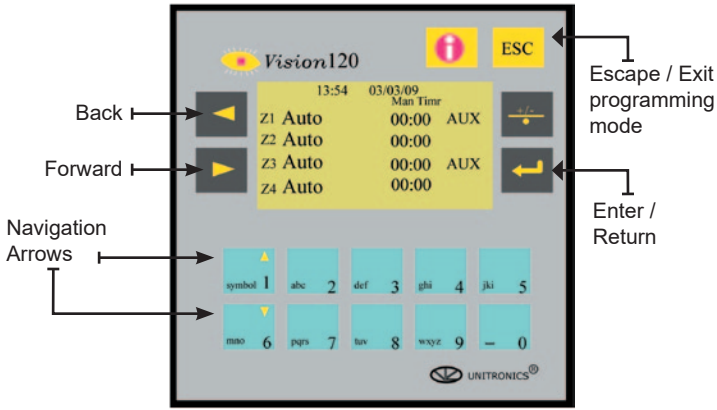 Vision120
ESC
Escape / Exit
programming
mode
Back
Forward
Navigation
Arrows
13:54 03/03/09
Man Timr
Z1 Auto 00:00 AUX
Z2 Auto 00:00
Z3 Auto 00:00 AUX
Z4 Auto 00:00
+/-
Enter /
Return
symbol 1
abc 2
def 3
ghi 4
jkl 5
mno 6
pqrs 7
tuv 8
wxyz 9
– 0
UNITRONICS®